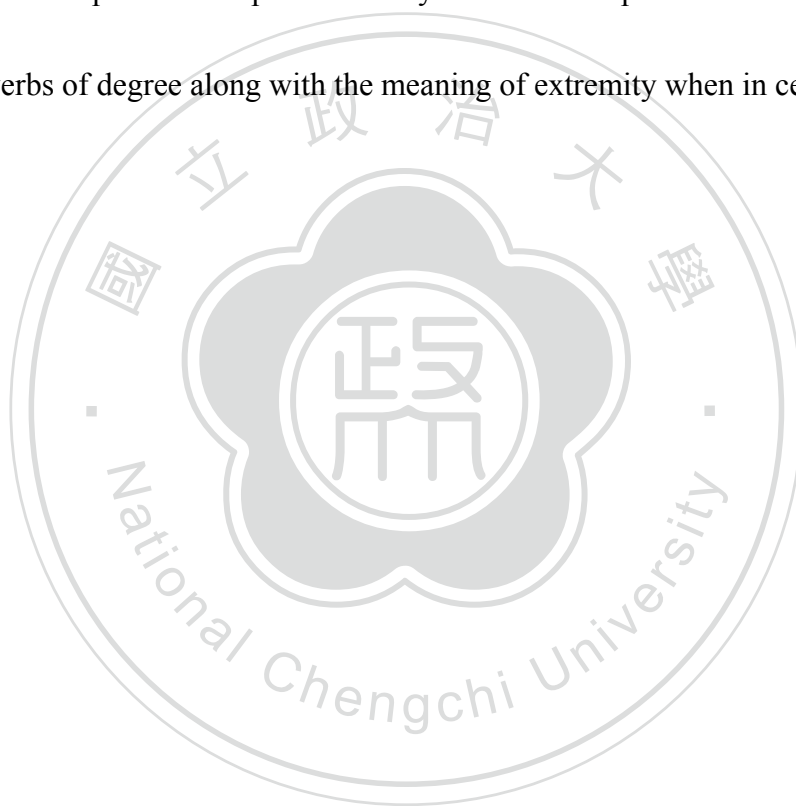 erbs of degree along with the meaning of extremity when in ce
國立政治大學
政大
National Chengchi University